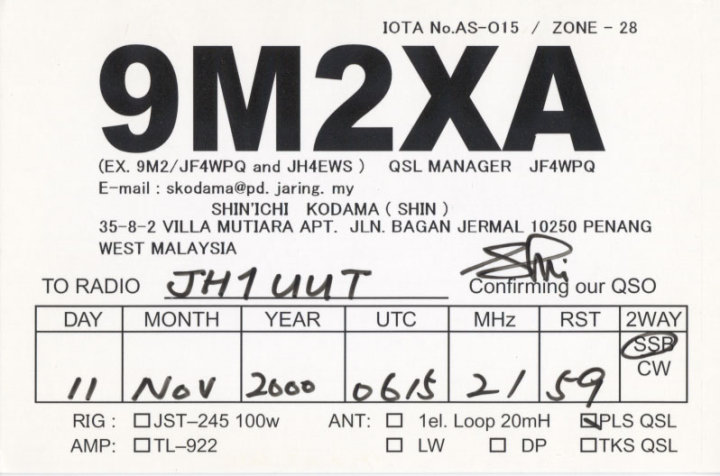 IOTA No.AS-015 / ZONE - 28
9M2XA
(EX. 9M2/JF4WPQ and JH4EWS ) QSL MANAGER JF4WPQ
E-mail : skodama@pd. jaring. my
SHIN'ICHI KODAMA ( SHIN )
35-8-2 VILLA MUTIARA APT. JLN. BAGAN JERMAL 10250 PENANG
WEST MALAYSIA
TO RADIO JH1UUT Confirming our QSO
DAY MONTH YEAR UTC MHz RST 2WAY
SSB
CW
11 Nov 2000 0615 21 59
RIG : □JST-245 100w ANT: □ 1el. Loop 20mH ☑PLS QSL
AMP: □TL-922 □ LW □ DP □TKS QSL